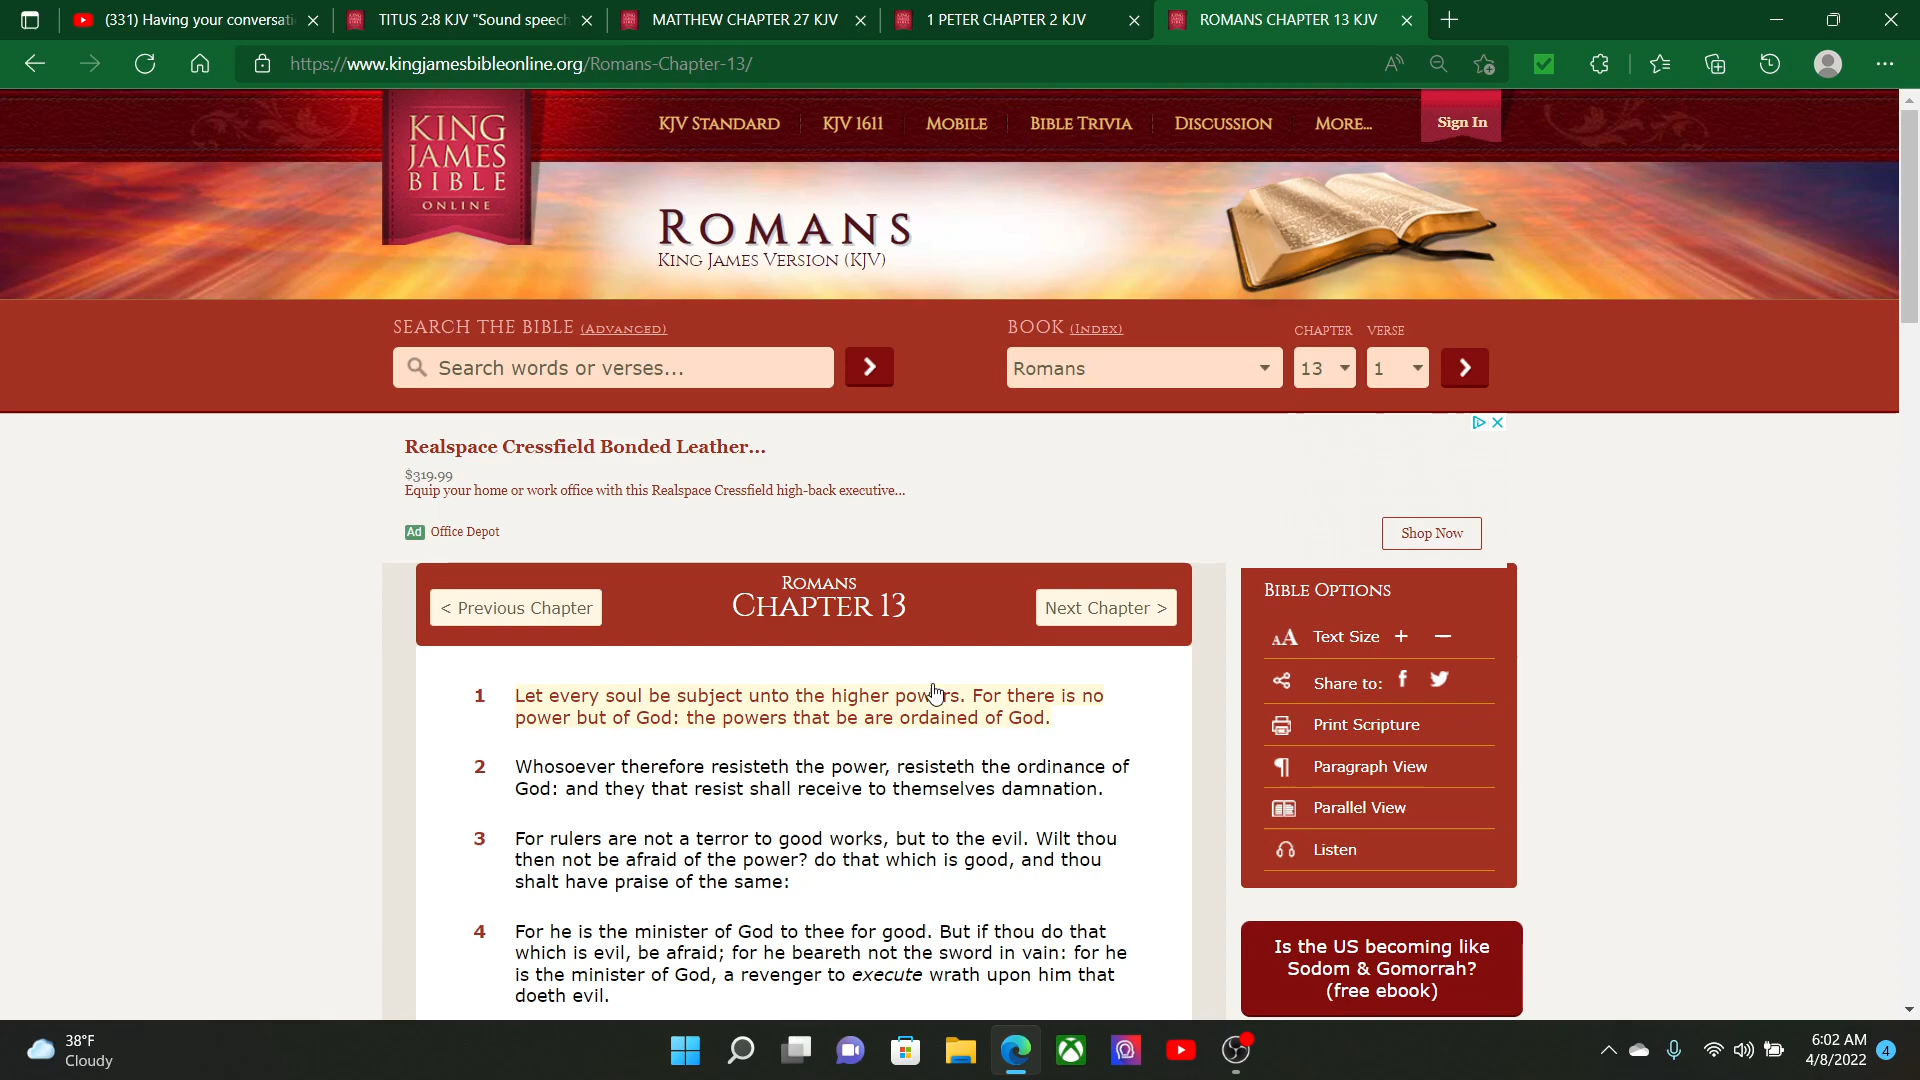 (331) Having your conversati
TITUS 2:8 KJV "Sound speech
MATTHEW CHAPTER 27 KJV
1 PETER CHAPTER 2 KJV
ROMANS CHAPTER 13 KJV
https://www.kingjamesbibleonline.org/Romans-Chapter-13/
KING
JAMES
BIBLE
ONLINE
KJV STANDARD
KJV 1611
MOBILE
BIBLE TRIVIA
DISCUSSION
MORE...
Sign In
ROMANS
KING JAMES VERSION (KJV)
SEARCH THE BIBLE (ADVANCED)
BOOK (INDEX)
CHAPTER
VERSE
Search words or verses...
Romans
13
1
Realspace Cressfield Bonded Leather...
$319.99
Equip your home or work office with this Realspace Cressfield high-back executive...
Ad Office Depot
Shop Now
< Previous Chapter
ROMANS
CHAPTER 13
Next Chapter >
1 Let every soul be subject unto the higher powers. For there is no
power but of God: the powers that be are ordained of God.
2 Whosoever therefore resisteth the power, resisteth the ordinance of
God: and they that resist shall receive to themselves damnation.
3 For rulers are not a terror to good works, but to the evil. Wilt thou
then not be afraid of the power? do that which is good, and thou
shalt have praise of the same:
4 For he is the minister of God to thee for good. But if thou do that
which is evil, be afraid; for he beareth not the sword in vain: for he
is the minister of God, a revenger to execute wrath upon him that
doeth evil.
BIBLE OPTIONS
AA Text Size + −
Share to:
Print Scripture
Paragraph View
Parallel View
Listen
Is the US becoming like
Sodom & Gomorrah?
(free ebook)
38°F
Cloudy
6:02 AM
4/8/2022
4